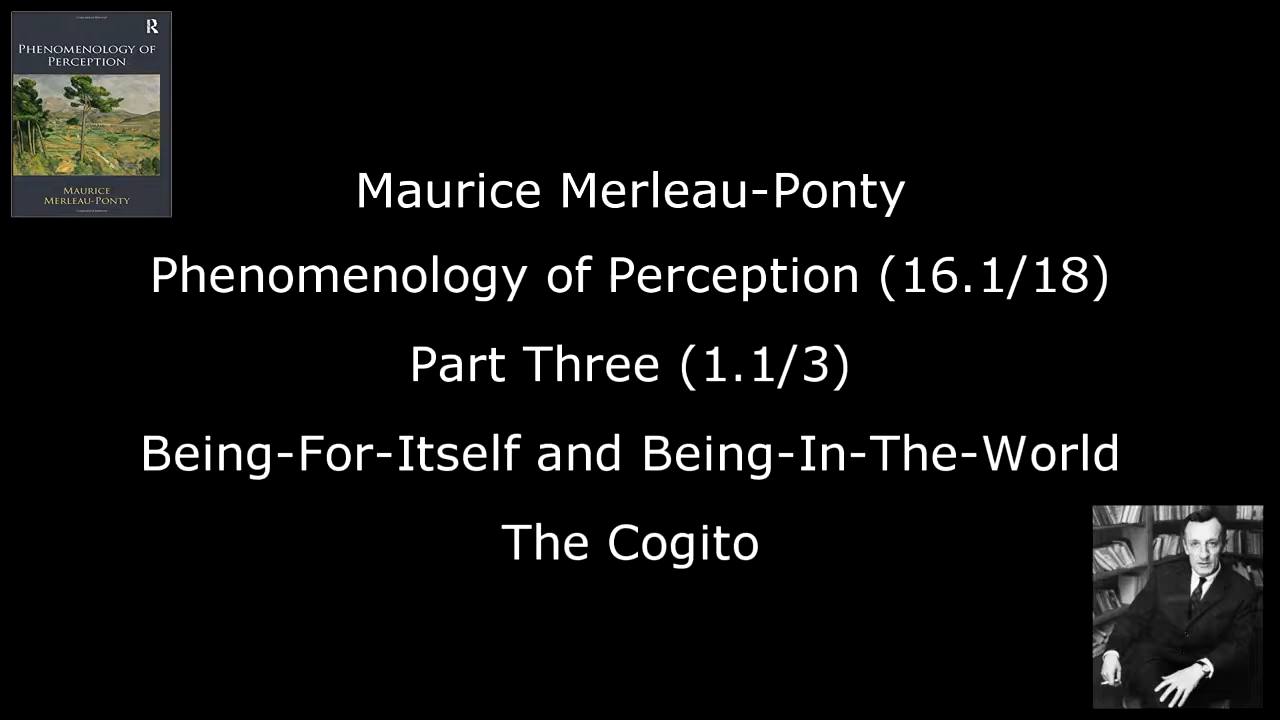 R
PHENOMENOLOGY OF
PERCEPTION
MAURICE
MERLEAU-PONTY
Maurice Merleau-Ponty
Phenomenology of Perception (16.1/18)
Part Three (1.1/3)
Being-For-Itself and Being-In-The-World
The Cogito